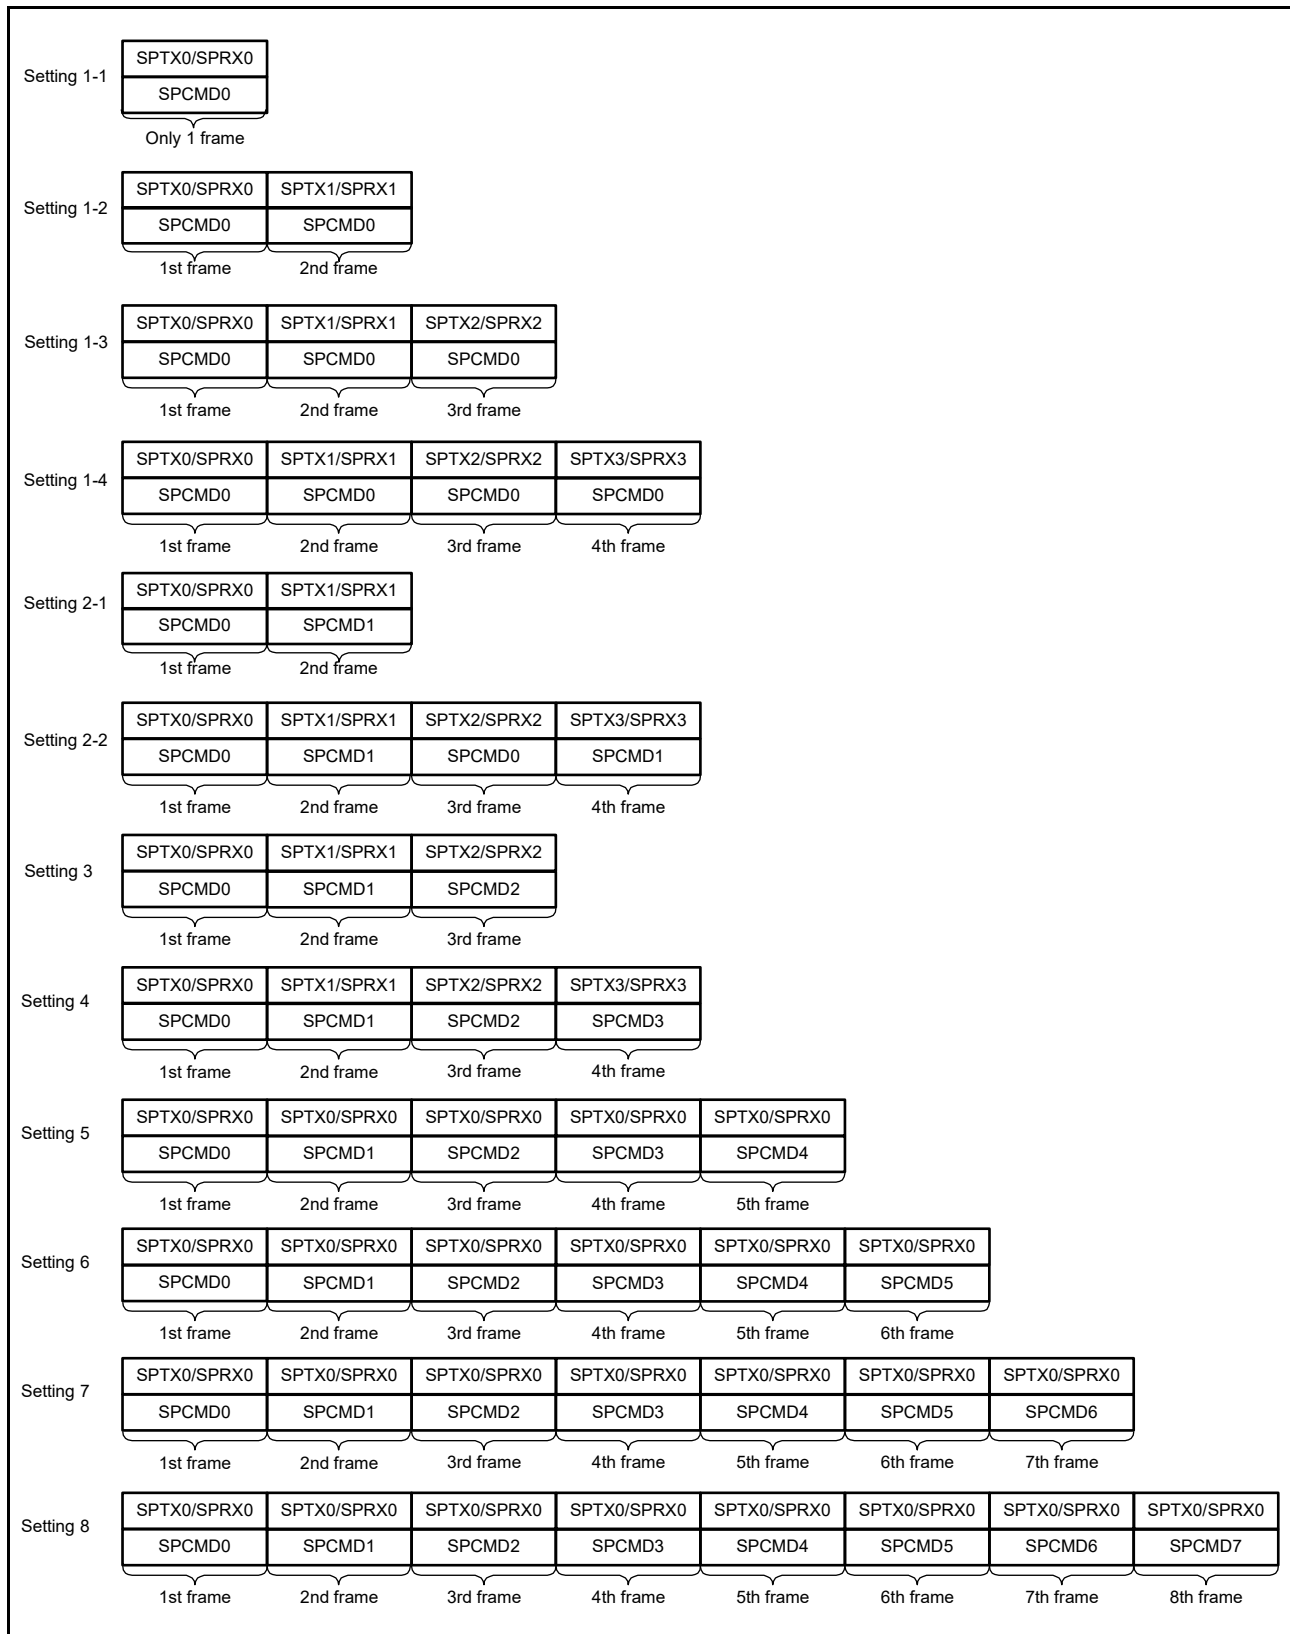 SPTX0/SPRX0
Setting 1-1
SPCMD0
Only 1 frame
SPTX0/SPRX0 SPTX1/SPRX1
Setting 1-2
SPCMD0 SPCMD0
1st frame 2nd frame
SPTX0/SPRX0 SPTX1/SPRX1 SPTX2/SPRX2
Setting 1-3
SPCMD0 SPCMD0 SPCMD0
1st frame 2nd frame 3rd frame
SPTX0/SPRX0 SPTX1/SPRX1 SPTX2/SPRX2 SPTX3/SPRX3
Setting 1-4
SPCMD0 SPCMD0 SPCMD0 SPCMD0
1st frame 2nd frame 3rd frame 4th frame
SPTX0/SPRX0 SPTX1/SPRX1
Setting 2-1
SPCMD0 SPCMD1
1st frame 2nd frame
SPTX0/SPRX0 SPTX1/SPRX1 SPTX2/SPRX2 SPTX3/SPRX3
Setting 2-2
SPCMD0 SPCMD1 SPCMD0 SPCMD1
1st frame 2nd frame 3rd frame 4th frame
SPTX0/SPRX0 SPTX1/SPRX1 SPTX2/SPRX2
Setting 3
SPCMD0 SPCMD1 SPCMD2
1st frame 2nd frame 3rd frame
SPTX0/SPRX0 SPTX1/SPRX1 SPTX2/SPRX2 SPTX3/SPRX3
Setting 4
SPCMD0 SPCMD1 SPCMD2 SPCMD3
1st frame 2nd frame 3rd frame 4th frame
SPTX0/SPRX0 SPTX0/SPRX0 SPTX0/SPRX0 SPTX0/SPRX0 SPTX0/SPRX0
Setting 5
SPCMD0 SPCMD1 SPCMD2 SPCMD3 SPCMD4
1st frame 2nd frame 3rd frame 4th frame 5th frame
SPTX0/SPRX0 SPTX0/SPRX0 SPTX0/SPRX0 SPTX0/SPRX0 SPTX0/SPRX0 SPTX0/SPRX0
Setting 6
SPCMD0 SPCMD1 SPCMD2 SPCMD3 SPCMD4 SPCMD5
1st frame 2nd frame 3rd frame 4th frame 5th frame 6th frame
SPTX0/SPRX0 SPTX0/SPRX0 SPTX0/SPRX0 SPTX0/SPRX0 SPTX0/SPRX0 SPTX0/SPRX0 SPTX0/SPRX0
Setting 7
SPCMD0 SPCMD1 SPCMD2 SPCMD3 SPCMD4 SPCMD5 SPCMD6
1st frame 2nd frame 3rd frame 4th frame 5th frame 6th frame 7th frame
SPTX0/SPRX0 SPTX0/SPRX0 SPTX0/SPRX0 SPTX0/SPRX0 SPTX0/SPRX0 SPTX0/SPRX0 SPTX0/SPRX0 SPTX0/SPRX0
Setting 8
SPCMD0 SPCMD1 SPCMD2 SPCMD3 SPCMD4 SPCMD5 SPCMD6 SPCMD7
1st frame 2nd frame 3rd frame 4th frame 5th frame 6th frame 7th frame 8th frame